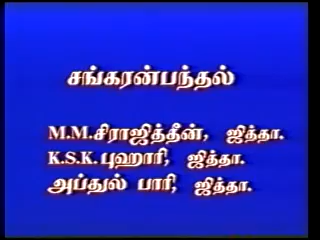 சங்கரன்பந்தல்
M.M.சிராஜித்தீன், ஜித்தா.
K.S.K.புஹாரி, ஜித்தா.
அப்துல் பாரி, ஜித்தா.